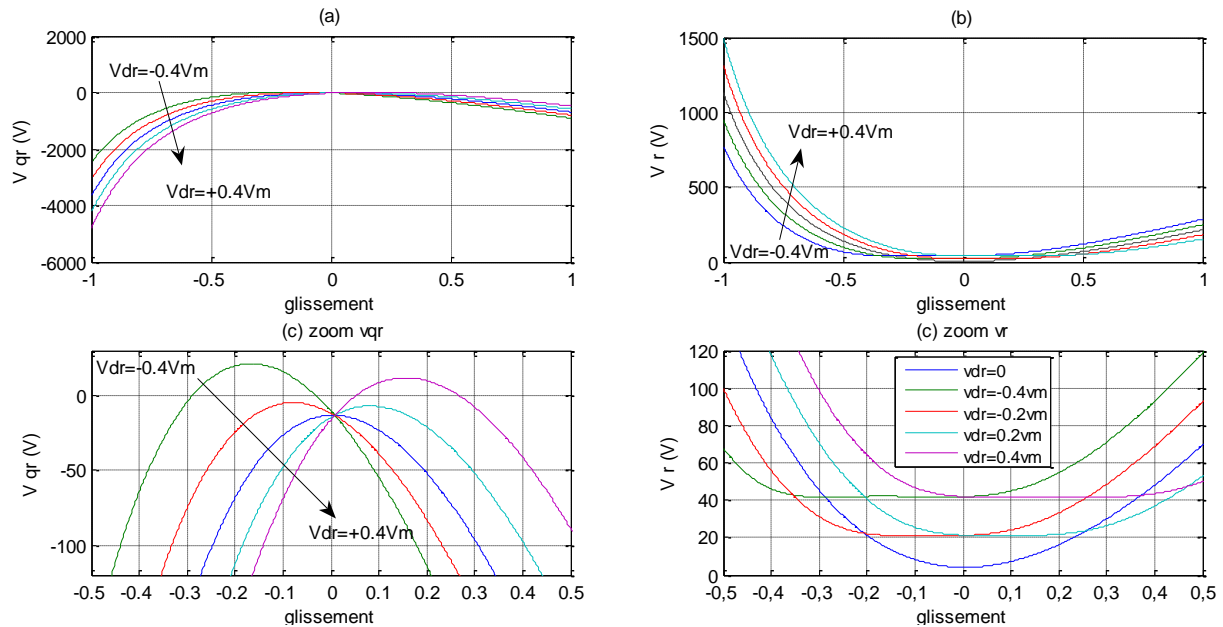 (a)
2000
0
-2000
-4000
-6000
V qr (V)
Vdr=-0.4Vm
Vdr=+0.4Vm
-1
-0.5
0
0.5
1
glissement
(b)
1500
1000
500
0
V r (V)
Vdr=+0.4Vm
Vdr=-0.4Vm
-1
-0.5
0
0.5
1
glissement
(c) zoom vqr
0
-50
-100
V qr (V)
Vdr=-0.4Vm
Vdr=+0.4Vm
-0.5
-0.4
-0.3
-0.2
-0.1
0
0.1
0.2
0.3
0.4
0.5
glissement
(c) zoom vr
120
100
80
60
40
20
0
V r (V)
vdr=0
vdr=-0.4vm
vdr=-0.2vm
vdr=0.2vm
vdr=0.4vm
-0,5
-0,4
-0,3
-0,2
-0,1
-0
0,1
0,2
0,3
0,4
0,5
glissement